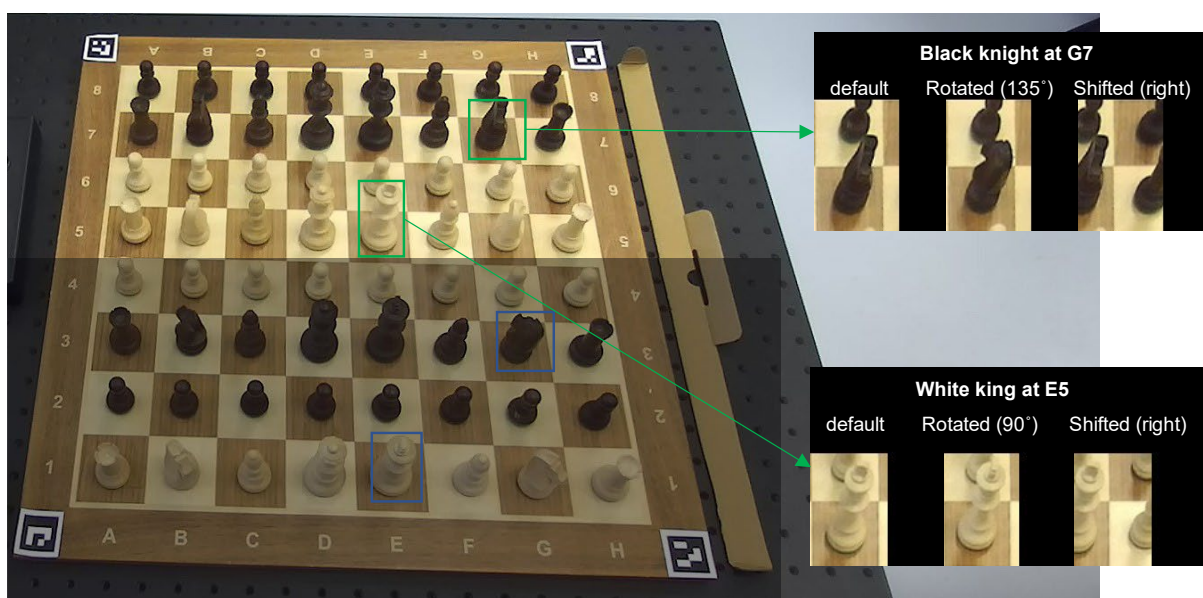 A B C D E F G H
8 8
7 7
6 6
5 5
4 4
3 3
2 2
1 1
A B C D E F G H
Black knight at G7
default Rotated (135˚) Shifted (right)
White king at E5
default Rotated (90˚) Shifted (right)